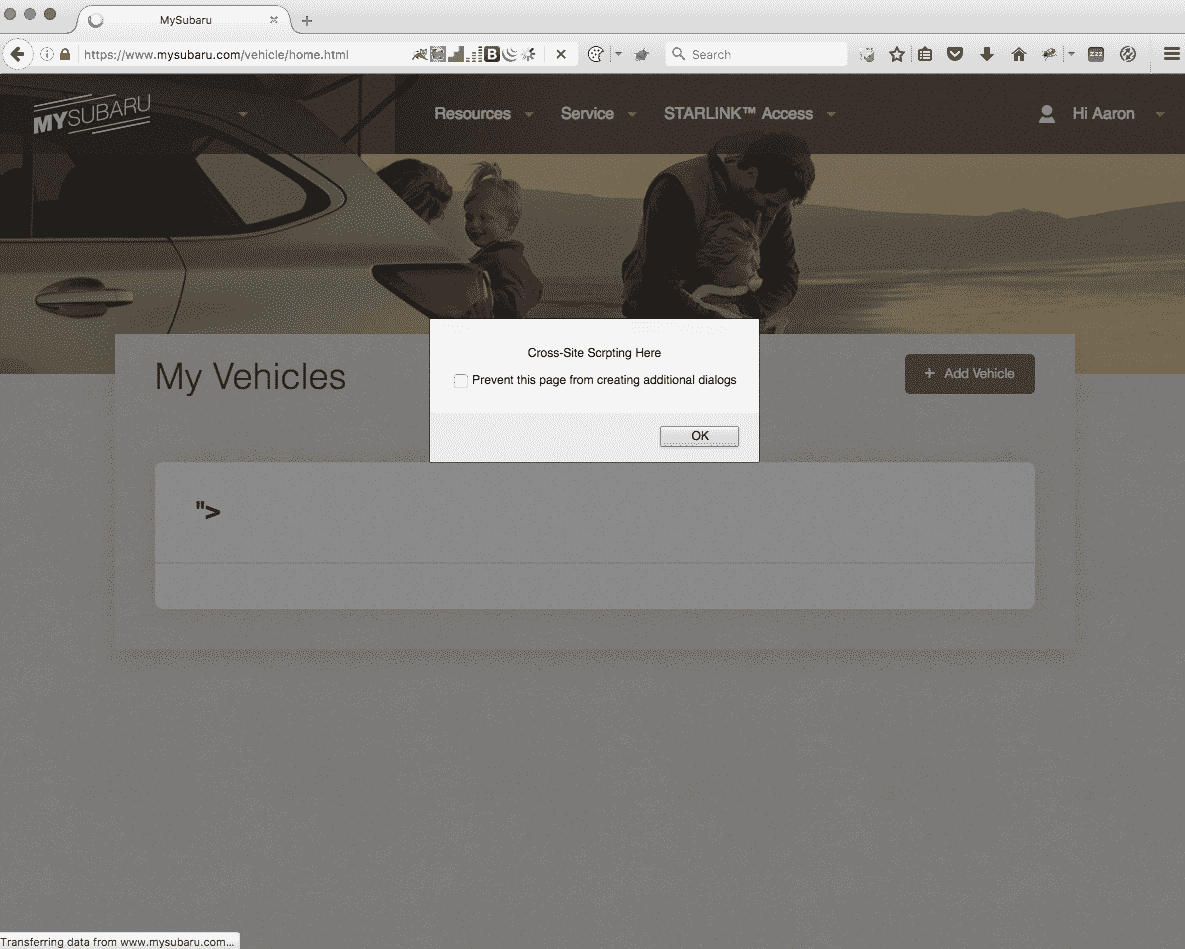 MySubaru
https://www.mysubaru.com/vehicle/home.html
B
Search
zzz
MYSUBARU
Resources
Service
STARLINK™ Access
Hi Aaron
Cross-Site Scrpting Here
Prevent this page from creating additional dialogs
OK
My Vehicles
+ Add Vehicle
">
Transferring data from www.mysubaru.com...